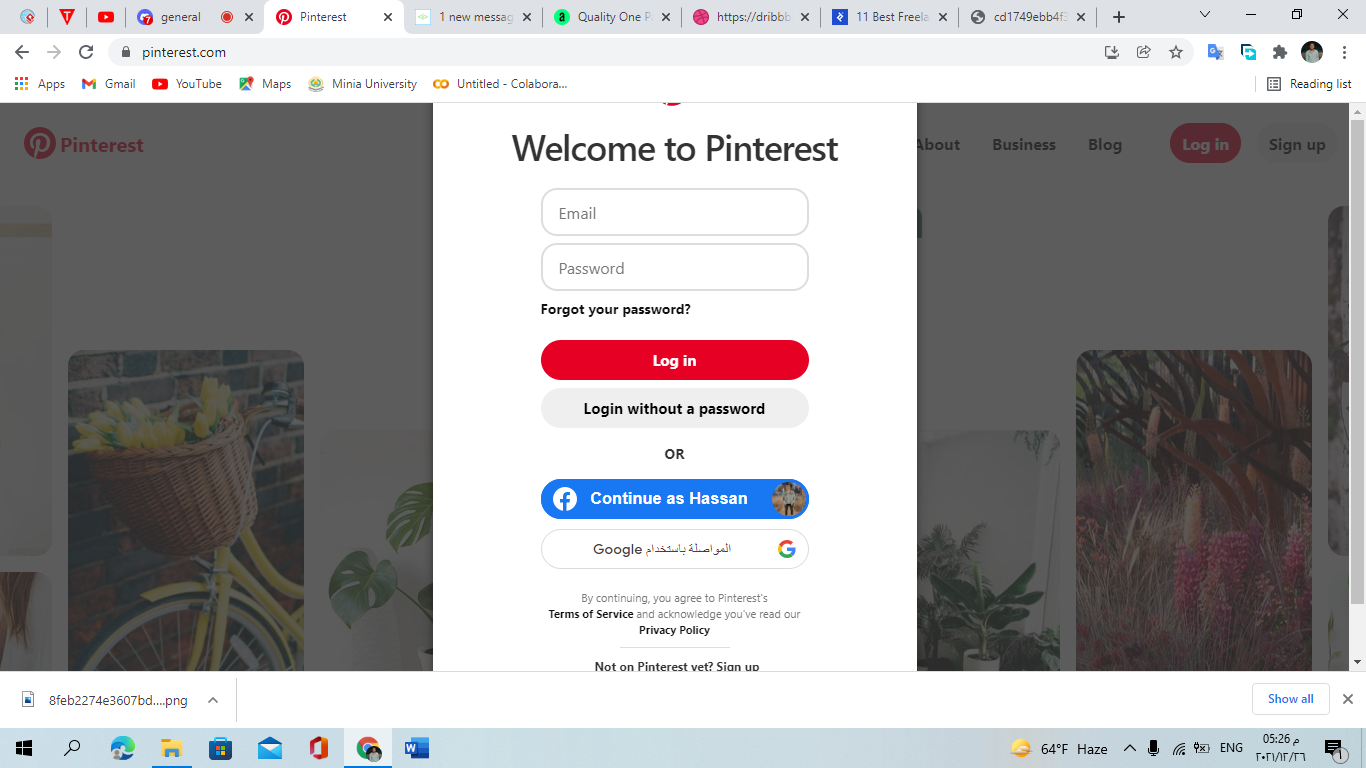 general
Pinterest
1 new messag
Quality One P
https://dribbb
11 Best Freela
cd1749ebb4f3
pinterest.com
Apps
Gmail
YouTube
Maps
Minia University
Untitled - Colabora...
Reading list
Pinterest
About
Business
Blog
Log in
Sign up
Welcome to Pinterest
Email
Password
Forgot your password?
Log in
Login without a password
OR
Continue as Hassan
المواصلة باستخدام Google
By continuing, you agree to Pinterest's
Terms of Service and acknowledge you've read our
Privacy Policy
Not on Pinterest yet? Sign up
8feb2274e3607bd....png
Show all
64°F Haze
ENG
05:26 م
٢٠٢١/١٢/٢٦
1